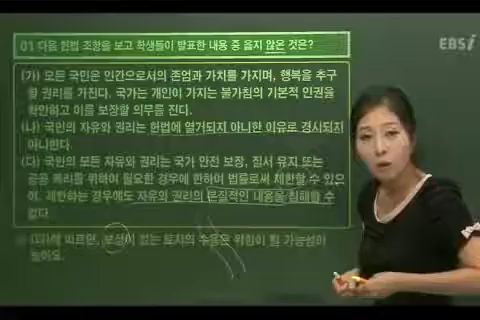 01 다음 헌법 조항을 보고 학생들이 발표한 내용 중 옳지 않은 것은?
EBSi
(가) 모든 국민은 인간으로서의 존엄과 가치를 가지며, 행복을 추구
할 권리를 가진다. 국가는 개인이 가지는 불가침의 기본적 인권을
확인하고 이를 보장할 의무를 진다.
(나) 국민의 자유와 권리는 헌법에 열거되지 아니한 이유로 경시되지
아니한다.
(다) 국민의 모든 자유와 권리는 국가 안전 보장, 질서 유지 또는
공공 복리를 위하여 필요한 경우에 한하여 법률로써 제한할 수 있으
며, 제한하는 경우에도 자유와 권리의 본질적인 내용을 침해할 수
없다.
따르면, 보상이 없는 토지의 수용은 위헌이 될 가능성이
높아요.